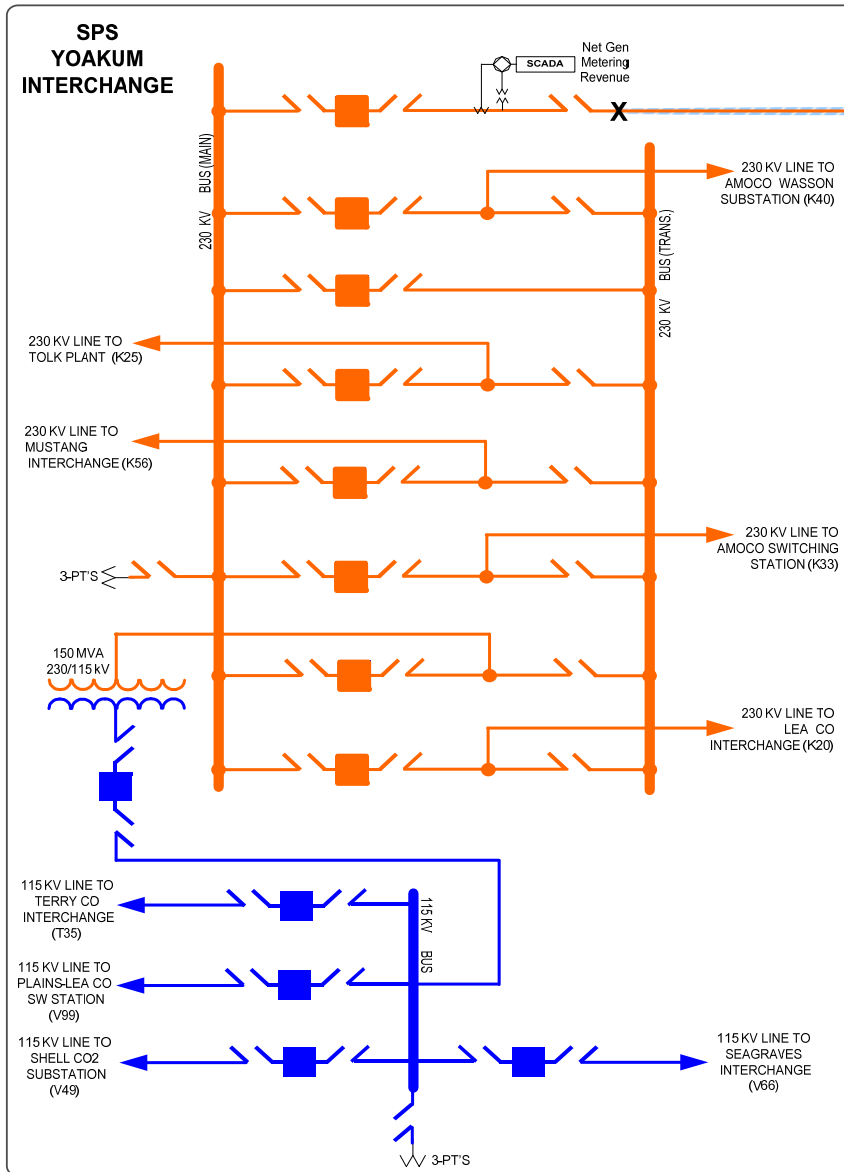 SPS
YOAKUM
INTERCHANGE
Net Gen
Metering
Revenue
SCADA
X
230 KV BUS (MAIN)
230 KV LINE TO
AMOCO WASSON
SUBSTATION (K40)
230 KV BUS (TRANS.)
230 KV LINE TO
TOLK PLANT (K25)
230 KV LINE TO
MUSTANG
INTERCHANGE (K56)
230 KV LINE TO
AMOCO SWITCHING
STATION (K33)
3-PT'S
150 MVA
230/115 kV
230 KV LINE TO
LEA CO
INTERCHANGE (K20)
115 KV LINE TO
TERRY CO
INTERCHANGE
(T35)
115 KV BUS
115 KV LINE TO
PLAINS-LEA CO
SW STATION
(V99)
115 KV LINE TO
SHELL CO2
SUBSTATION
(V49)
115 KV LINE TO
SEAGRAVES
INTERCHANGE
(V66)
3-PT'S